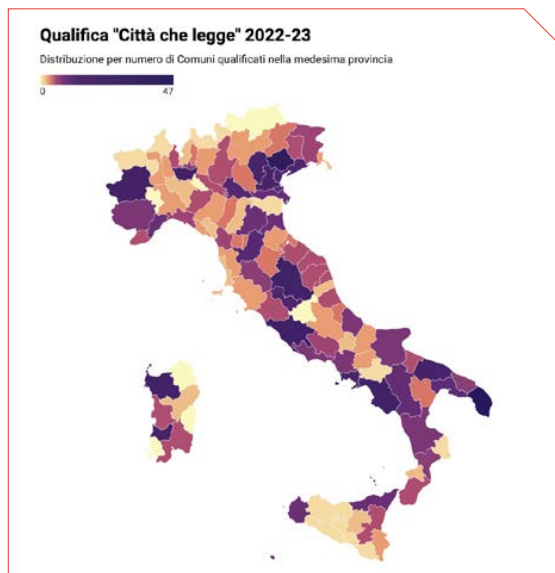 Qualifica "Città che legge" 2022-23
Distribuzione per numero di Comuni qualificati nella medesima provincia
0 47